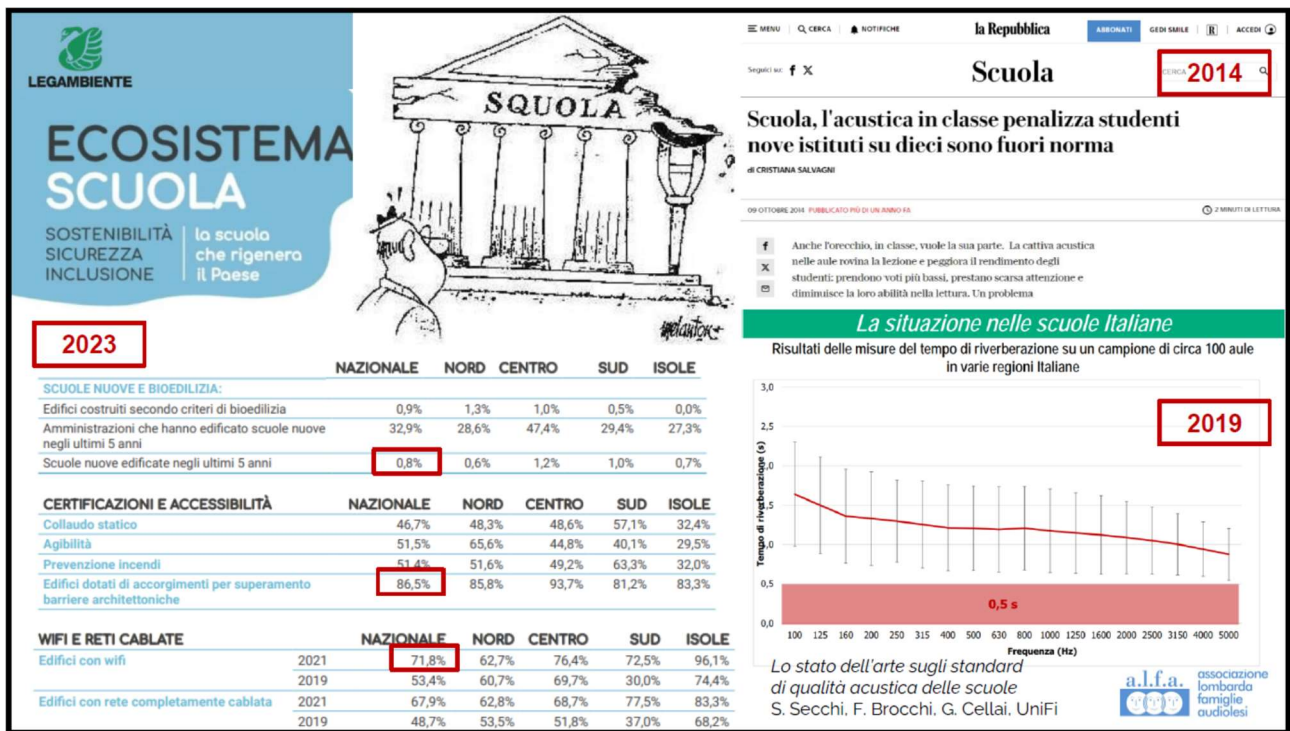 LEGAMBIENTE
ECOSISTEMA
SCUOLA
SOSTENIBILITÀ
SICUREZZA
INCLUSIONE
la scuola
che rigenera
il Paese
SQUOLA
melanton
2023
NAZIONALE NORD CENTRO SUD ISOLE
SCUOLE NUOVE E BIOEDILIZIA:
Edifici costruiti secondo criteri di bioedilizia 0,9% 1,3% 1,0% 0,5% 0,0%
Amministrazioni che hanno edificato scuole nuove 32,9% 28,6% 47,4% 29,4% 27,3%
negli ultimi 5 anni
Scuole nuove edificate negli ultimi 5 anni 0,8% 0,6% 1,2% 1,0% 0,7%
CERTIFICAZIONI E ACCESSIBILITÀ NAZIONALE NORD CENTRO SUD ISOLE
Collaudo statico 46,7% 48,3% 48,6% 57,1% 32,4%
Agibilità 51,5% 65,6% 44,8% 40,1% 29,5%
Prevenzione incendi 51,4% 51,6% 49,2% 63,3% 32,0%
Edifici dotati di accorgimenti per superamento 86,5% 85,8% 93,7% 81,2% 83,3%
barriere architettoniche
WIFI E RETI CABLATE NAZIONALE NORD CENTRO SUD ISOLE
Edifici con wifi 2021 71,8% 62,7% 76,4% 72,5% 96,1%
2019 53,4% 60,7% 69,7% 30,0% 74,4%
Edifici con rete completamente cablata 2021 67,9% 62,8% 68,7% 77,5% 83,3%
2019 48,7% 53,5% 51,8% 37,0% 68,2%
MENU CERCA NOTIFICHE la Repubblica ABBONATI GEDI SMILE R ACCEDI
Seguici su: f X Scuola CERCA 2014
Scuola, l'acustica in classe penalizza studenti
nove istituti su dieci sono fuori norma
di CRISTIANA SALVAGNI
09 OTTOBRE 2014 PUBBLICATO PIÙ DI UN ANNO FA 2 MINUTI DI LETTURA
Anche l'orecchio, in classe, vuole la sua parte. La cattiva acustica
nelle aule rovina la lezione e peggiora il rendimento degli
studenti: prendono voti più bassi, prestano scarsa attenzione e
diminuisce la loro abilità nella lettura. Un problema
La situazione nelle scuole Italiane
Risultati delle misure del tempo di riverberazione su un campione di circa 100 aule
in varie regioni Italiane
2019
Tempo di riverberazione (s)
3,0
2,5
2,0
1,5
1,0
0,5
0,0
0,5 s
100 125 160 200 250 315 400 500 630 800 1000 1250 1600 2000 2500 3150 4000 5000
Frequenza (Hz)
Lo stato dell'arte sugli standard
di qualità acustica delle scuole
S. Secchi, F. Brocchi, G. Cellai, UniFi
a.l.f.a.
associazione
lombarda
famiglie
audiolesi